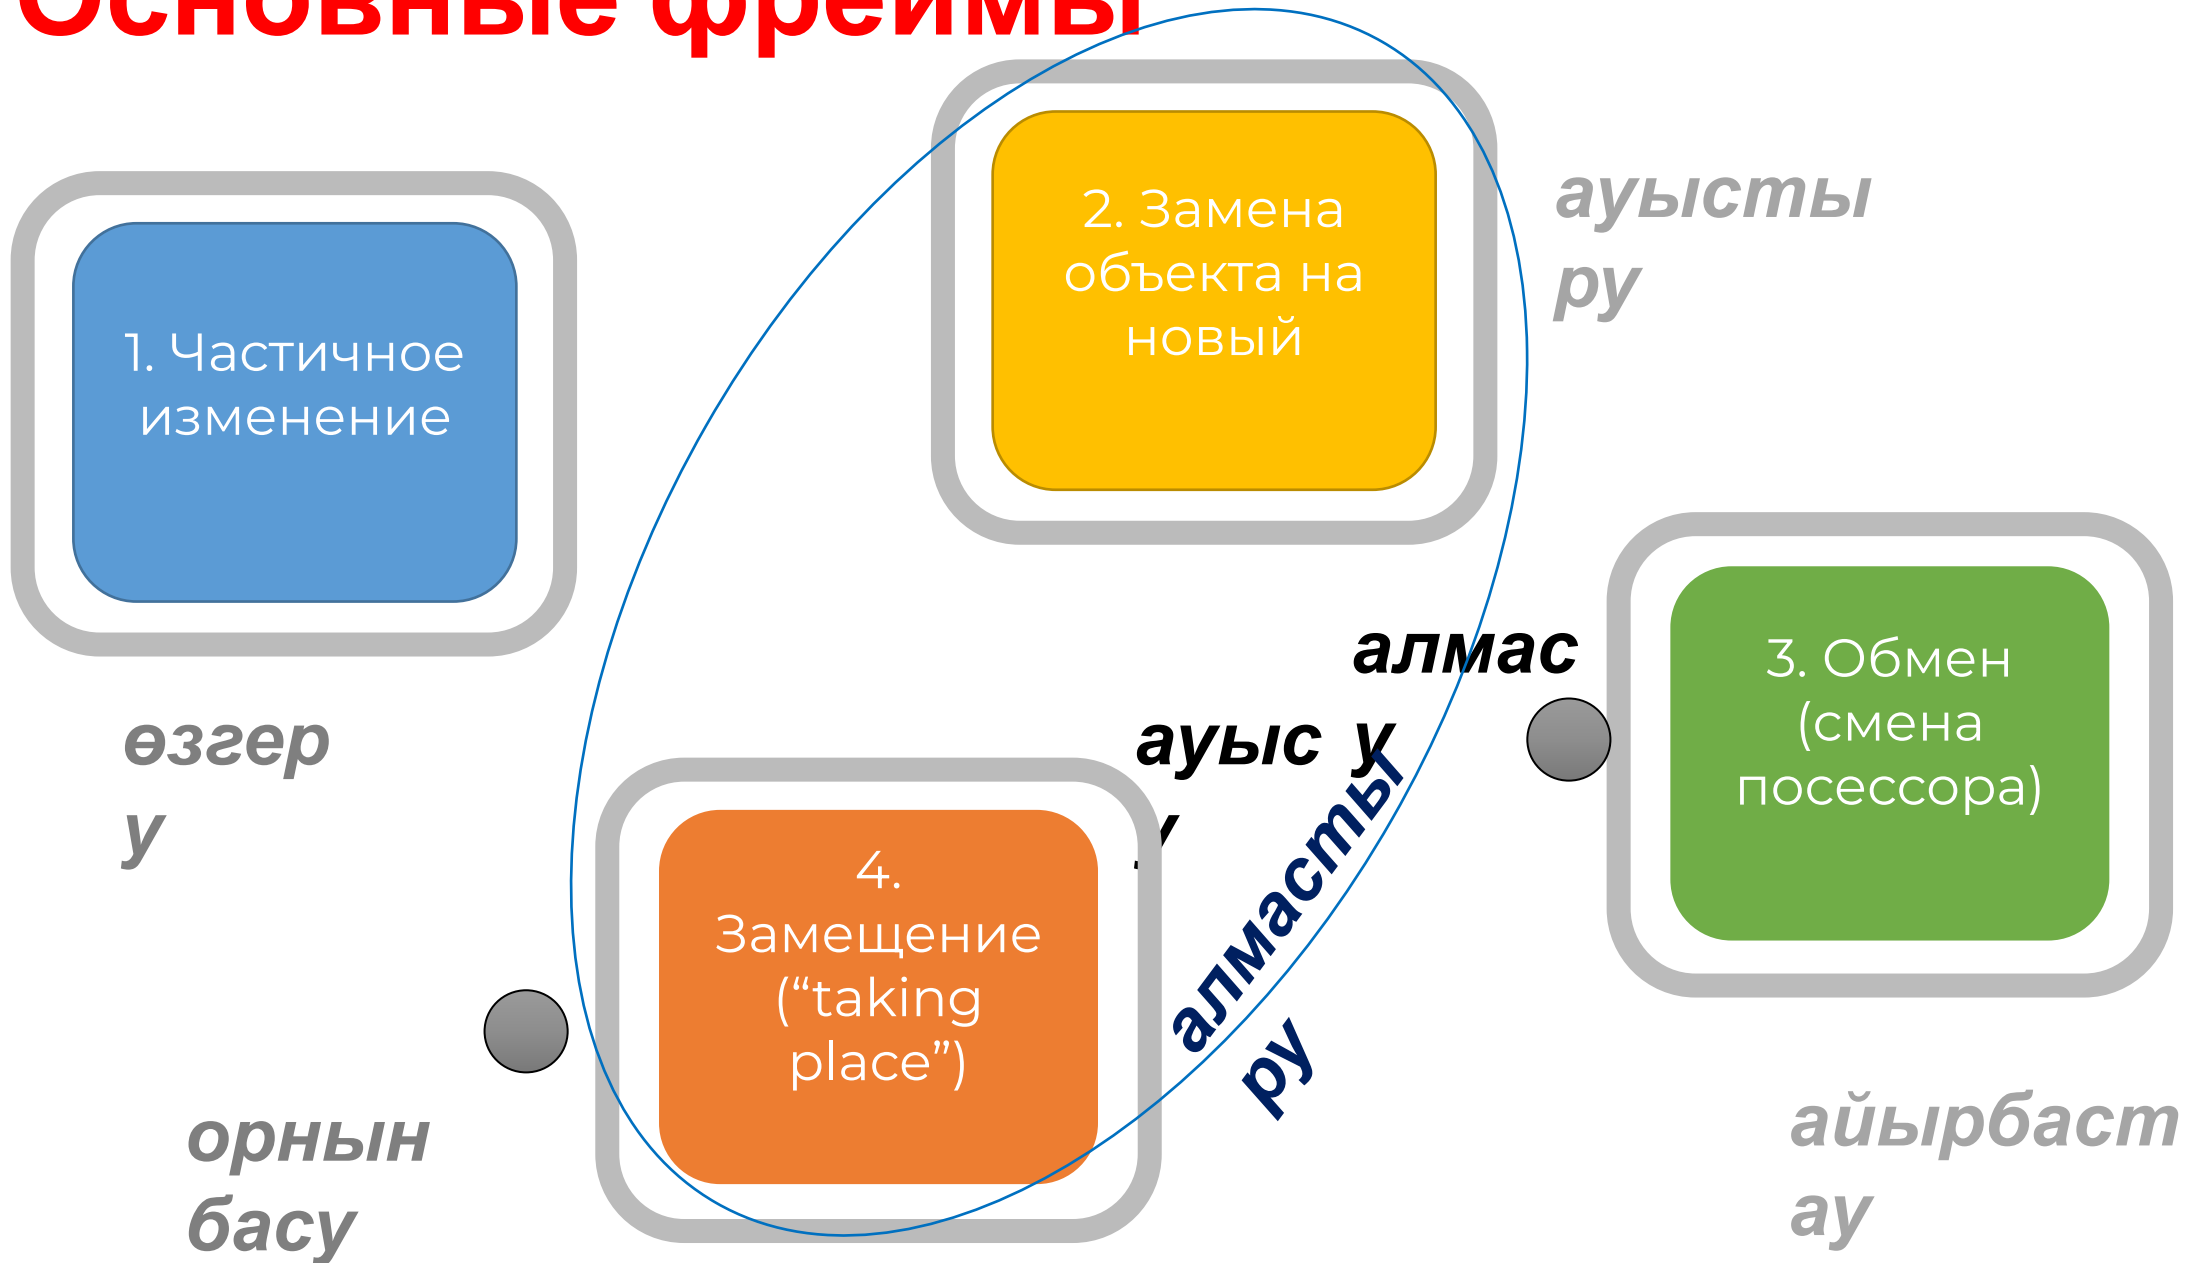 Основные фреймы
2. Замена
объекта на
новый
ауысты
ру
1. Частичное
изменение
алмас
у
3. Обмен
(смена
посессора)
өзгер
у
ауыс
у
алмасты
ру
4.
Замещение
(“taking
place”)
орнын
басу
айырбаст
ау